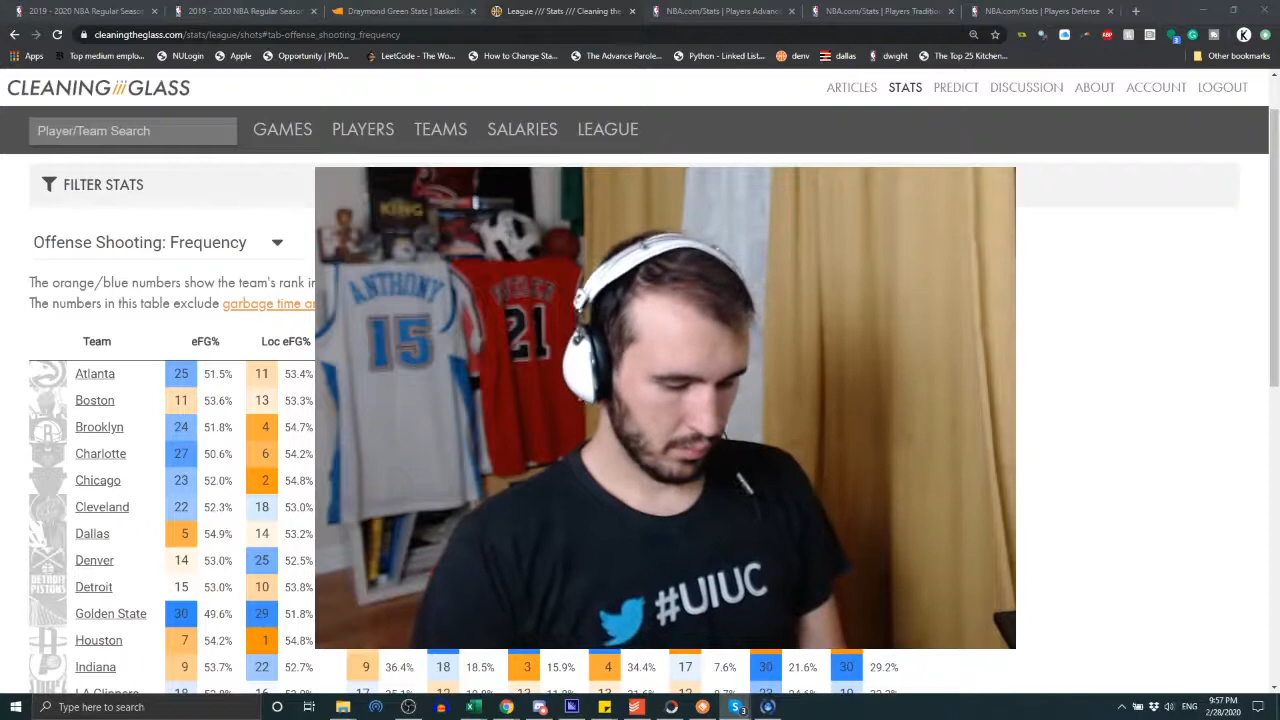 2019 - 2020 NBA Regular Season
2019 - 2020 NBA Regular Season
Draymond Green Stats | Basketb
League // Stats // Cleaning the
NBA.com/Stats | Players Advanc
NBA.com/Stats | Players Traditio
NBA.com/Stats | Players Defense
cleaningtheglass.com/stats/league/shots#tab-offense_shooting_frequency
Apps
Top medium software...
NULogin
Apple
OptionParser | PhD...
LeetCode - The Wo...
How to Change Sta...
The Advance Parole...
Python - Linked List...
denv
dallas
dwight
The Top 25 Kitchen...
Other bookmarks
CLEANING THE GLASS
ARTICLES STATS PREDICT DISCUSSION ABOUT ACCOUNT LOGOUT
Player/Team Search
GAMES PLAYERS TEAMS SALARIES LEAGUE
FILTER STATS
Offense Shooting: Frequency
The orange/blue numbers show the team's rank in
The numbers in this table exclude garbage time an
Team eFG% Loc eFG%
Atlanta 25 51.5% 11 53.4%
Boston 11 53.6% 13 53.3%
Brooklyn 24 51.8% 4 54.7%
Charlotte 27 50.6% 6 54.2%
Chicago 23 52.0% 2 54.8%
Cleveland 22 52.3% 18 53.0%
Dallas 5 54.9% 14 53.2%
Denver 14 53.0% 25 52.5%
Detroit 15 53.0% 10 53.8%
Golden State 30 49.6% 29 51.8%
Houston 7 54.2% 1 54.8%
Indiana 9 53.7% 22 52.7% 9 36.4% 18 18.5% 3 15.9% 4 34.4% 17 7.6% 30 21.6% 30 29.2%
KING
ANTHONY
15
21
#UIUC
Type here to search
ENG
9:57 PM
2/28/2020